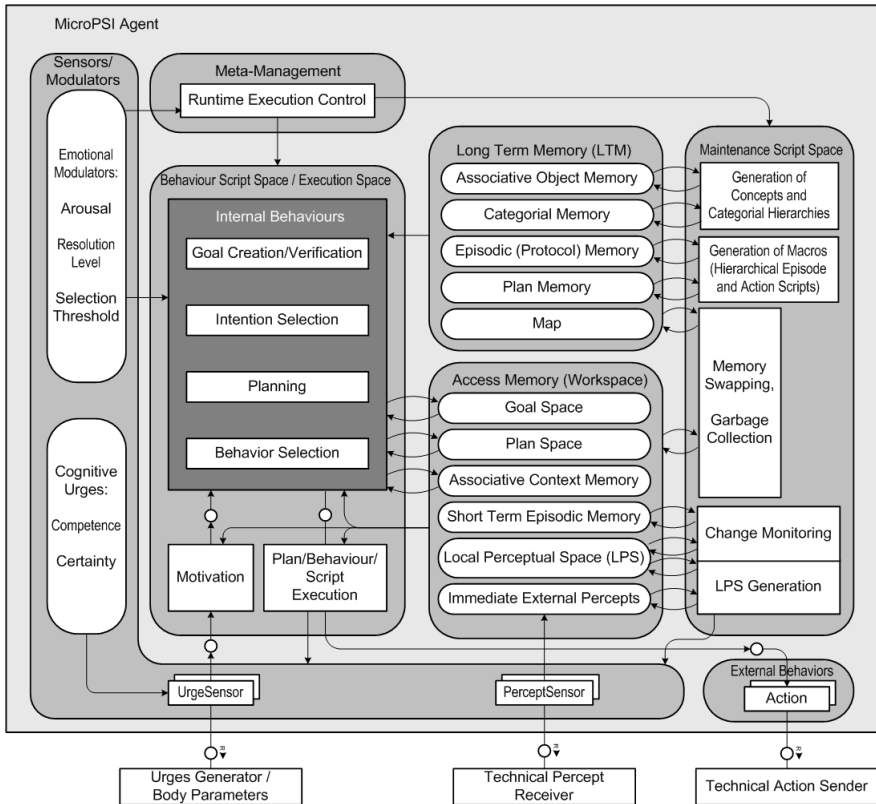 MicroPSI Agent
Sensors/
Modulators
Emotional
Modulators:
Arousal
Resolution
Level
Selection
Threshold
Cognitive
Urges:
Competence
Certainty
Meta-Management
Runtime Execution Control
Behaviour Script Space / Execution Space
Internal Behaviours
Goal Creation/Verification
Intention Selection
Planning
Behavior Selection
Motivation
Plan/Behaviour/
Script
Execution
Long Term Memory (LTM)
Associative Object Memory
Categorial Memory
Episodic (Protocol) Memory
Plan Memory
Map
Access Memory (Workspace)
Goal Space
Plan Space
Associative Context Memory
Short Term Episodic Memory
Local Perceptual Space (LPS)
Immediate External Percepts
Maintenance Script Space
Generation of
Concepts and
Categorial Hierarchies
Generation of Macros
(Hierarchical Episode
and Action Scripts)
Memory
Swapping,
Garbage
Collection
Change Monitoring
LPS Generation
UrgeSensor
PerceptSensor
External Behaviors
Action
R
R
R
Urges Generator /
Body Parameters
Technical Percept
Receiver
Technical Action Sender